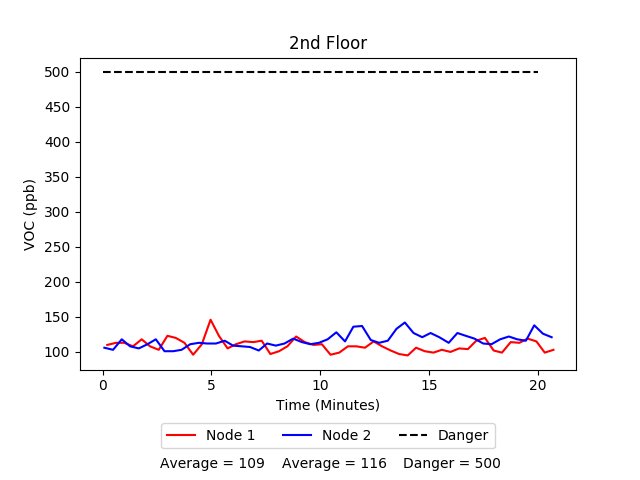 2nd Floor
500
450
400
350
300
250
200
150
100
VOC (ppb)
0 5 10 15 20
Time (Minutes)
Node 1 Node 2 Danger
Average = 109 Average = 116 Danger = 500